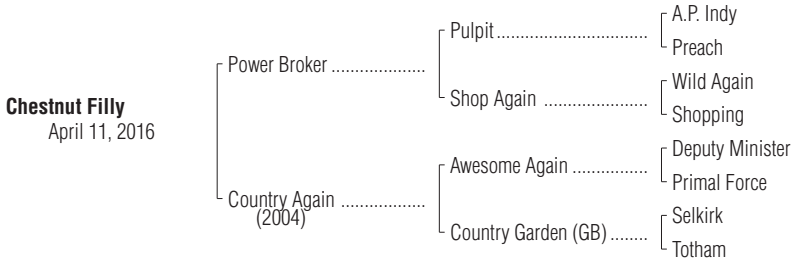 Chestnut Filly
April 11, 2016
Power Broker ....................
Country Again ..................
(2004)
Pulpit ................................
Shop Again ......................
Awesome Again ................
Country Garden (GB) ........
A.P. Indy
Preach
Wild Again
Shopping
Deputy Minister
Primal Force
Selkirk
Totham